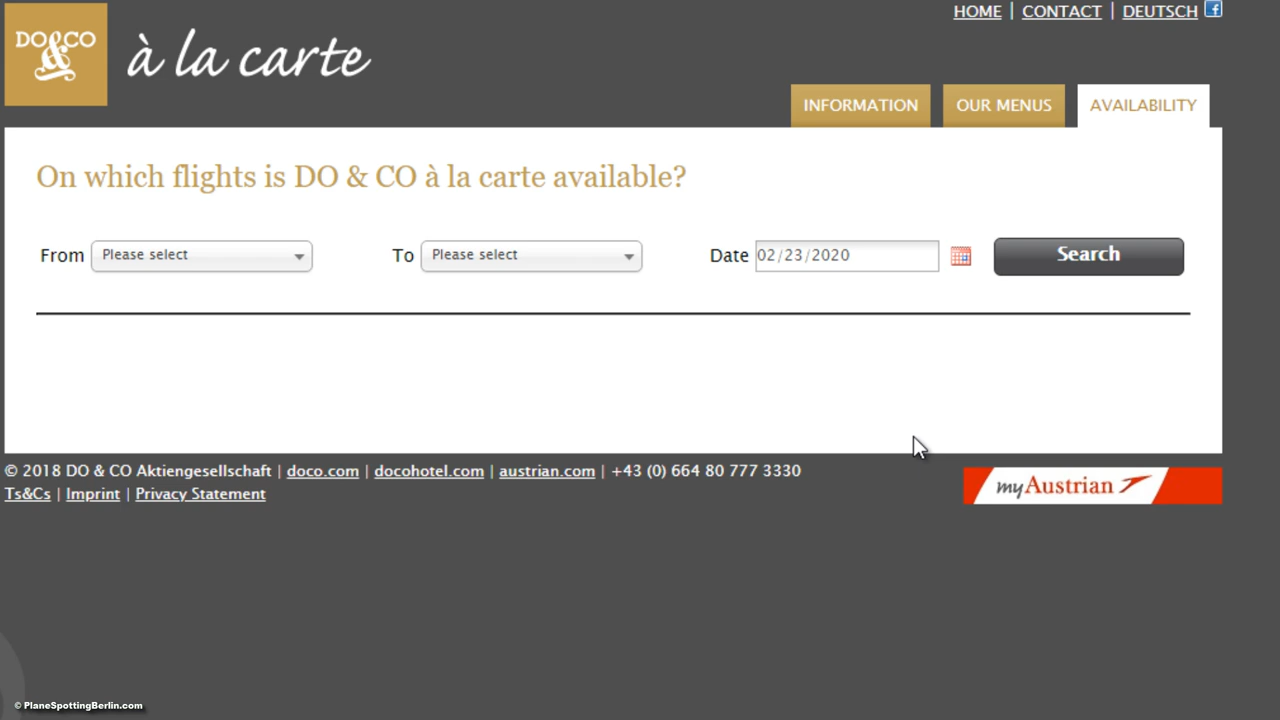 HOME | CONTACT | DEUTSCH f
DO&CO
à la carte
INFORMATION
OUR MENUS
AVAILABILITY
On which flights is DO & CO à la carte available?
From Please select To Please select Date 02/23/2020 Search
© 2018 DO & CO Aktiengesellschaft | doco.com | docohotel.com | austrian.com | +43 (0) 664 80 777 3330
Ts&Cs | Imprint | Privacy Statement
myAustrian
© PlaneSpottingBerlin.com